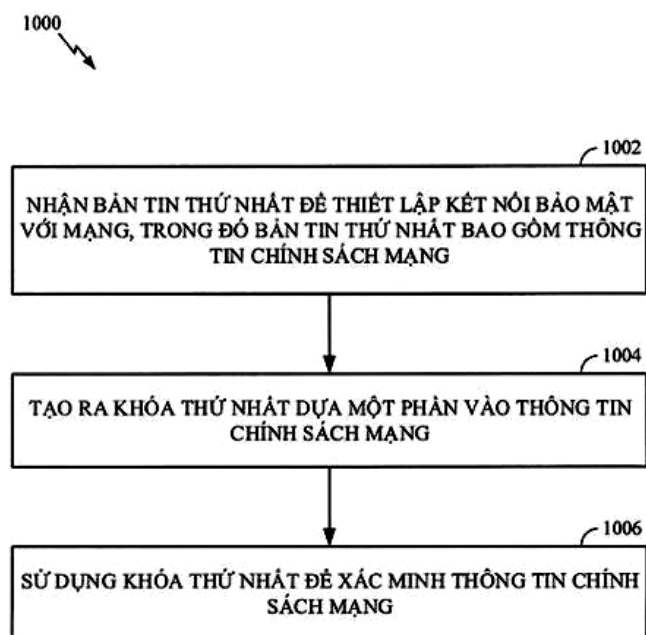 1000
1002
NHẬN BẢN TIN THỨ NHẤT ĐỂ THIẾT LẬP KẾT NỐI BẢO MẬT
VỚI MẠNG, TRONG ĐÓ BẢN TIN THỨ NHẤT BAO GỒM THÔNG
TIN CHÍNH SÁCH MẠNG
1004
TẠO RA KHÓA THỨ NHẤT DỰA MỘT PHẦN VÀO THÔNG TIN
CHÍNH SÁCH MẠNG
1006
SỬ DỤNG KHÓA THỨ NHẤT ĐỂ XÁC MINH THÔNG TIN CHÍNH
SÁCH MẠNG